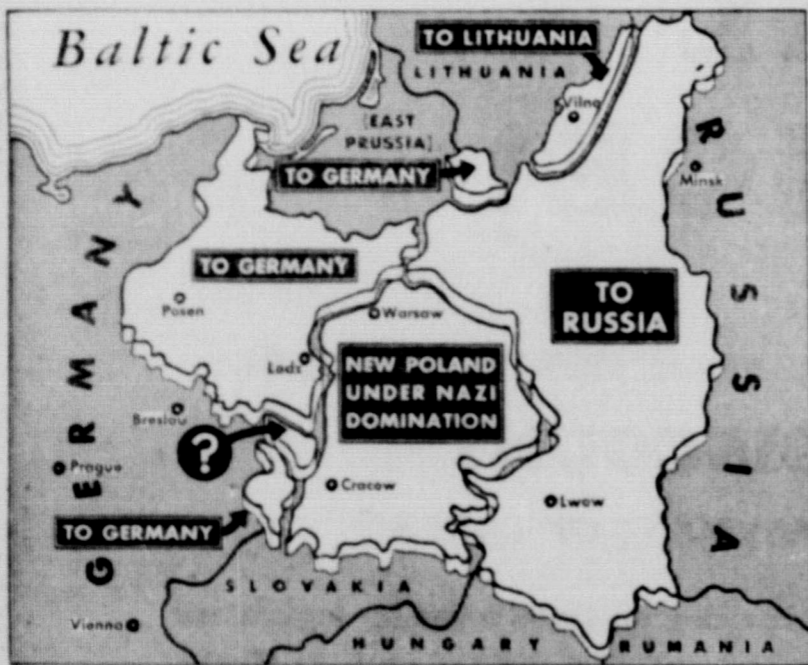 Baltic Sea
TO LITHUANIA
LITHUANIA
Vilna
(EAST
PRUSSIA)
TO GERMANY
Minsk
RUSSIA
GERMANY
TO GERMANY
Posen
Warsaw
TO
RUSSIA
Lodz
NEW POLAND
UNDER NAZI
DOMINATION
Breslau
?
Prague
Cracow
Lwow
TO GERMANY
SLOVAKIA
Vienna
HUNGARY
RUMANIA